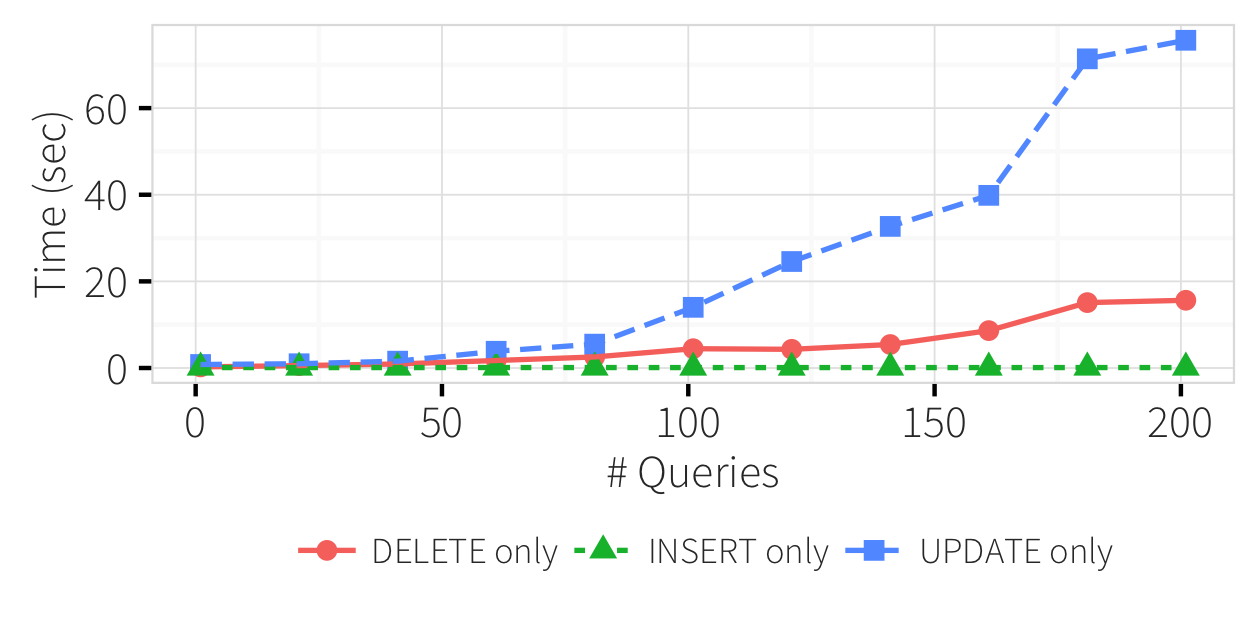 Time (sec)
60
40
20
0
0 50 100 150 200
# Queries
DELETE only INSERT only UPDATE only